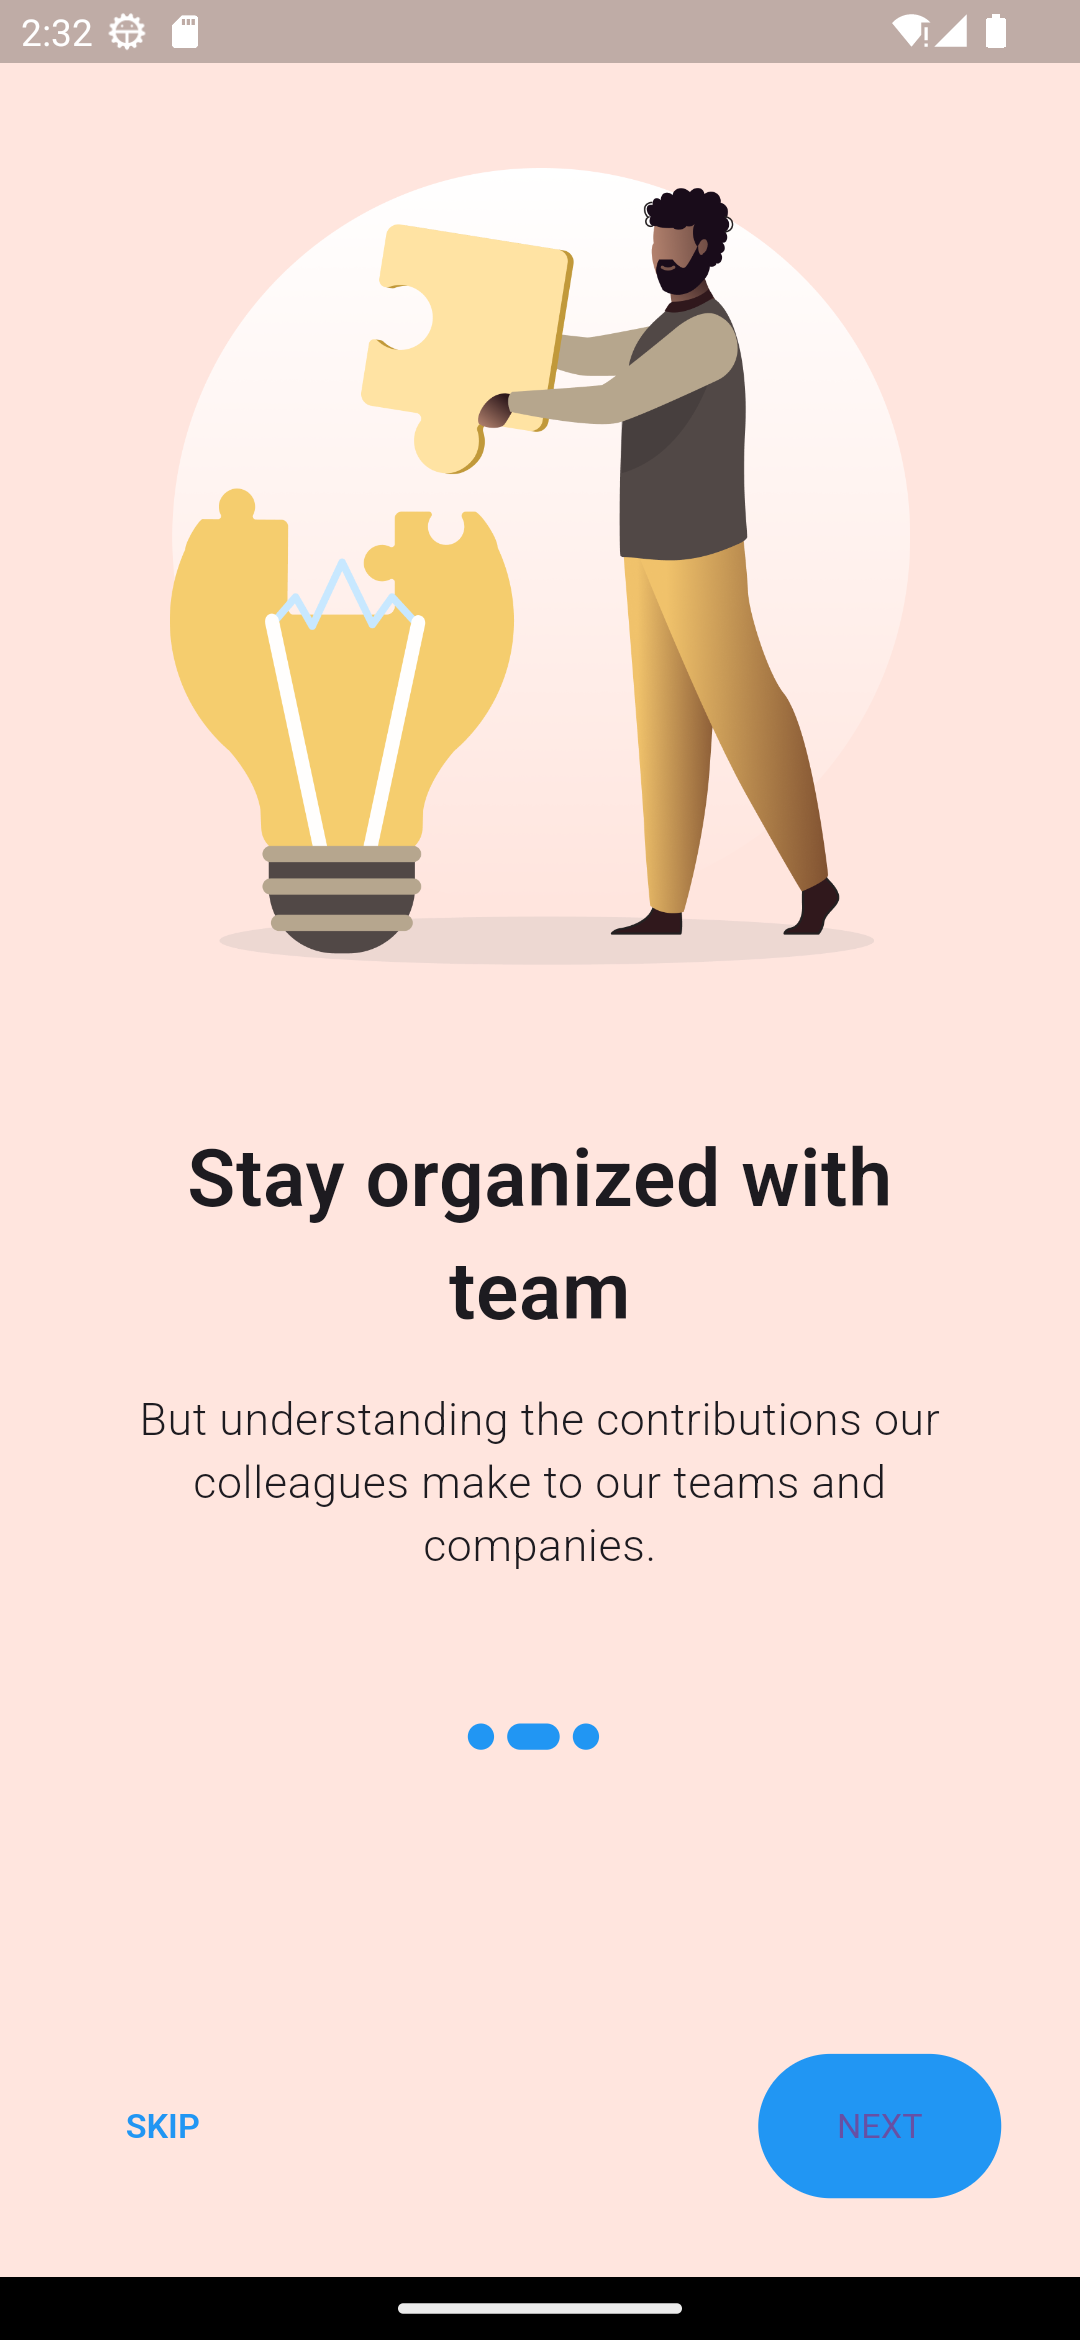 2:32
Stay organized with
team
But understanding the contributions our
colleagues make to our teams and
companies.
SKIP
NEXT